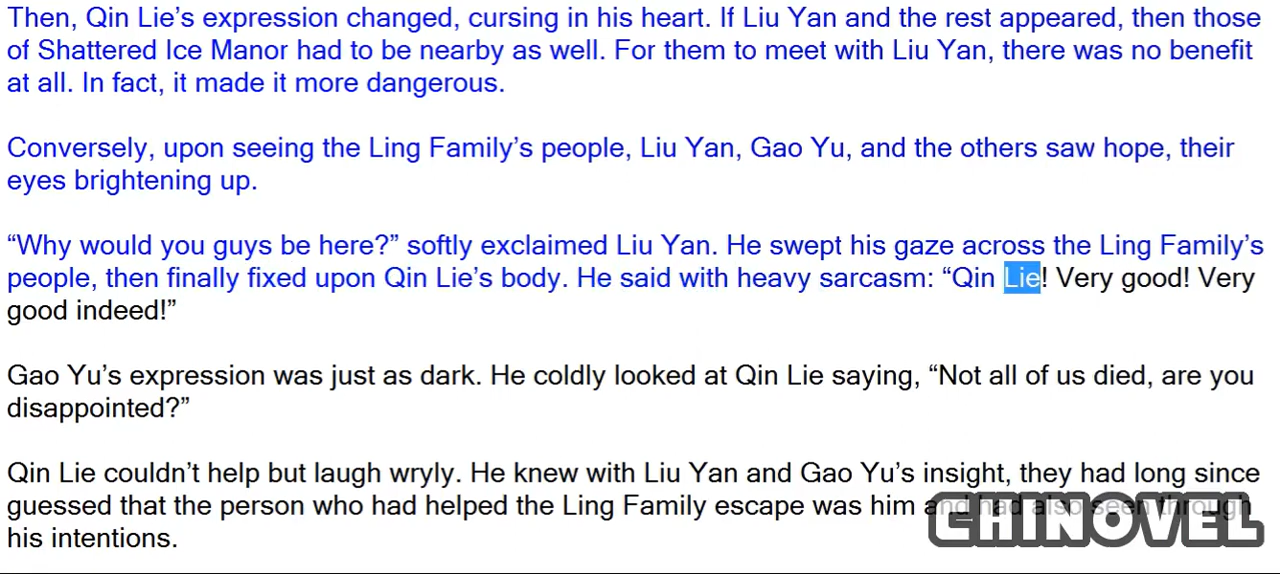 Then, Qin Lie’s expression changed, cursing in his heart. If Liu Yan and the rest appeared, then those
of Shattered Ice Manor had to be nearby as well. For them to meet with Liu Yan, there was no benefit
at all. In fact, it made it more dangerous.
Conversely, upon seeing the Ling Family’s people, Liu Yan, Gao Yu, and the others saw hope, their
eyes brightening up.
“Why would you guys be here?” softly exclaimed Liu Yan. He swept his gaze across the Ling Family’s
people, then finally fixed upon Qin Lie’s body. He said with heavy sarcasm: “Qin Lie! Very good! Very
good indeed!”
Gao Yu’s expression was just as dark. He coldly looked at Qin Lie saying, “Not all of us died, are you
disappointed?”
Qin Lie couldn’t help but laugh wryly. He knew with Liu Yan and Gao Yu’s insight, they had long since
guessed that the person who had helped the Ling Family escape was him and had also seen through
his intentions.
CHINOVEL